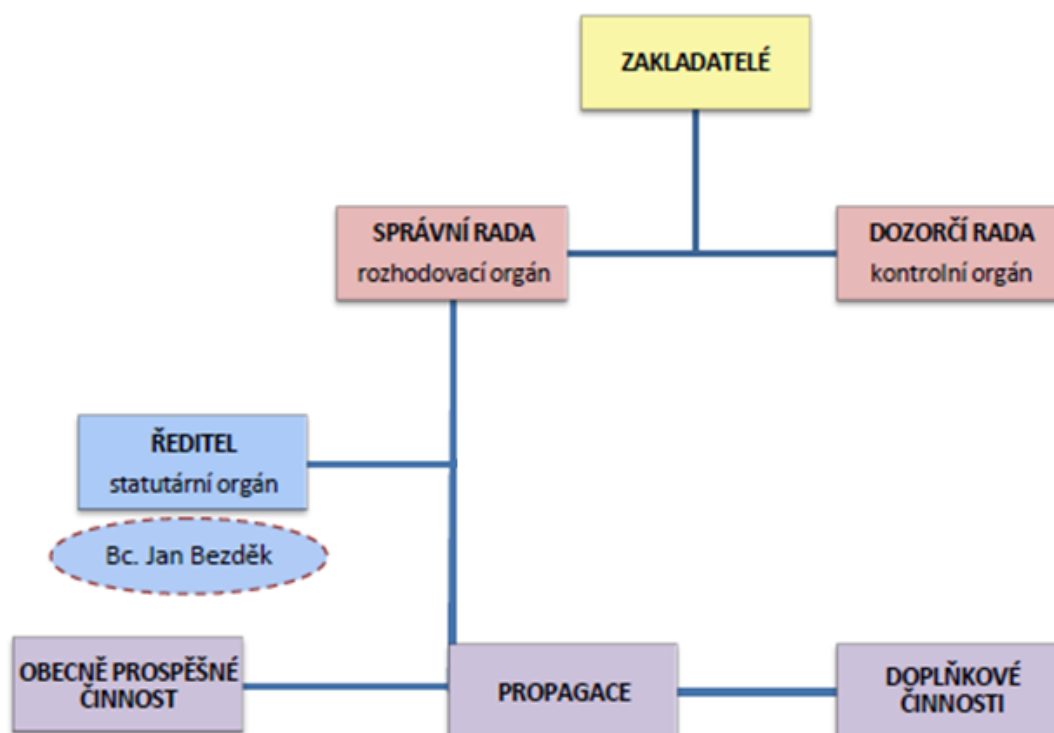 ZAKLADATELÉ
SPRÁVNÍ RADA
rozhodovací orgán
DOZORČÍ RADA
kontrolní orgán
ŘEDITEL
statutární orgán
Bc. Jan Bezděk
OBECNĚ PROSPĚŠNÉ
ČINNOST
PROPAGACE
DOPLŇKOVÉ
ČINNOSTI